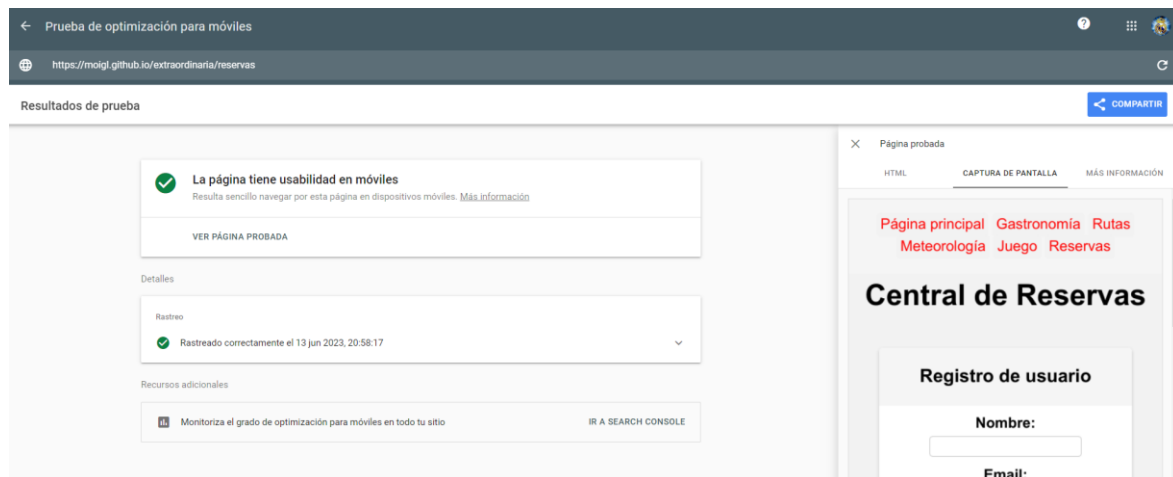 Prueba de optimización para móviles
https://moigl.github.io/extraordinaria/reservas
Resultados de prueba
COMPARTIR
La página tiene usabilidad en móviles
Resulta sencillo navegar por esta página en dispositivos móviles. Más información
VER PÁGINA PROBADA
Detalles
Rastreo
Rastreado correctamente el 13 jun 2023, 20:58:17
Recursos adicionales
Monitoriza el grado de optimización para móviles en todo tu sitio
IR A SEARCH CONSOLE
Página probada
HTML
CAPTURA DE PANTALLA
MÁS INFORMACIÓN
Página principal Gastronomía Rutas
Meteorología Juego Reservas
Central de Reservas
Registro de usuario
Nombre:
Email: